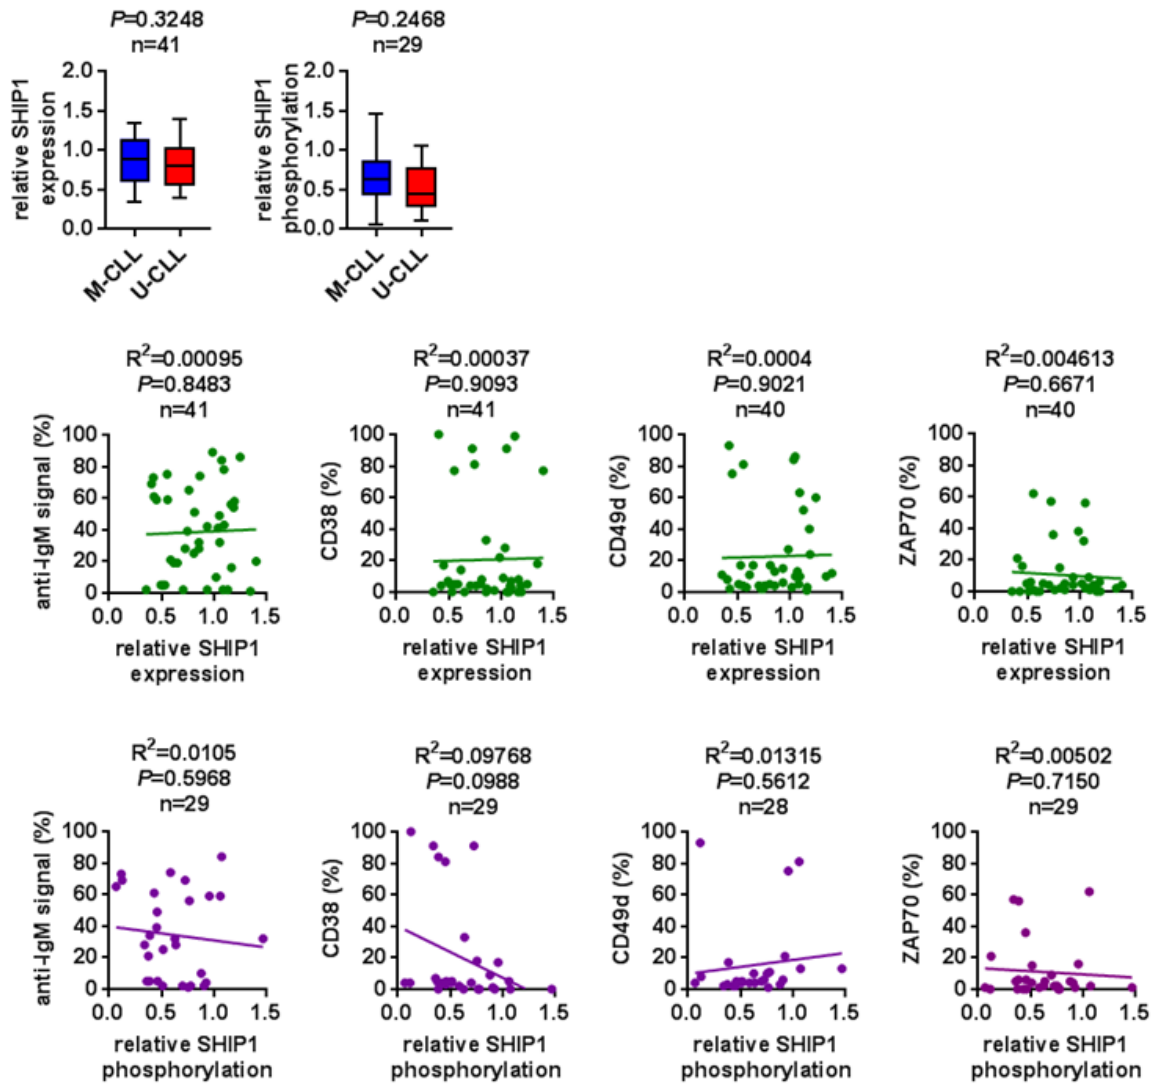 P=0.3248
n=41
relative SHIP1
expression
2.0
1.5
1.0
0.5
0.0
M-CLL
U-CLL
P=0.2468
n=29
relative SHIP1
phosphorylation
2.0
1.5
1.0
0.5
0.0
M-CLL
U-CLL
R²=0.00095
P=0.8483
n=41
anti-IgM signal (%)
100
80
60
40
20
0
0.0 0.5 1.0 1.5
relative SHIP1
expression
R²=0.00037
P=0.9093
n=41
CD38 (%)
100
80
60
40
20
0
0.0 0.5 1.0 1.5
relative SHIP1
expression
R²=0.0004
P=0.9021
n=40
CD49d (%)
100
80
60
40
20
0
0.0 0.5 1.0 1.5
relative SHIP1
expression
R²=0.004613
P=0.6671
n=40
ZAP70 (%)
100
80
60
40
20
0
0.0 0.5 1.0 1.5
relative SHIP1
expression
R²=0.0105
P=0.5968
n=29
anti-IgM signal (%)
100
80
60
40
20
0
0.0 0.5 1.0 1.5
relative SHIP1
phosphorylation
R²=0.09768
P=0.0988
n=29
CD38 (%)
100
80
60
40
20
0
0.0 0.5 1.0 1.5
relative SHIP1
phosphorylation
R²=0.01315
P=0.5612
n=28
CD49d (%)
100
80
60
40
20
0
0.0 0.5 1.0 1.5
relative SHIP1
phosphorylation
R²=0.00502
P=0.7150
n=29
ZAP70 (%)
100
80
60
40
20
0
0.0 0.5 1.0 1.5
relative SHIP1
phosphorylation